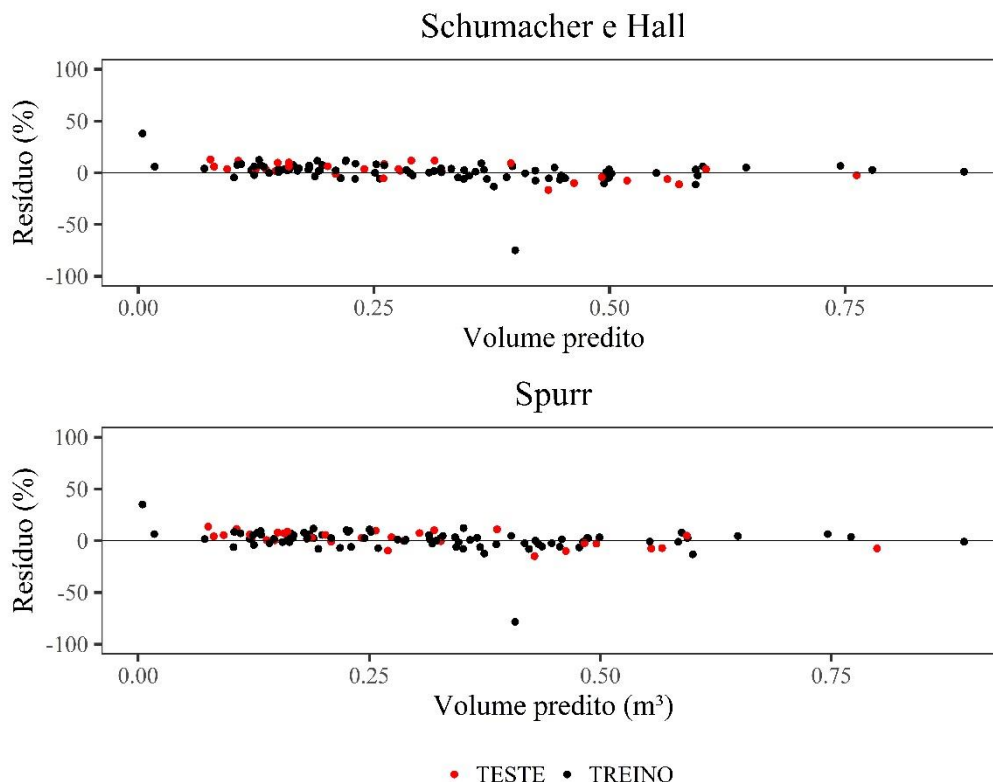 Schumacher e Hall
100
50
0
-50
-100
Resíduo (%)
0.00 0.25 0.50 0.75
Volume predito
Spurr
100
50
0
-50
-100
Resíduo (%)
0.00 0.25 0.50 0.75
Volume predito (m³)
TESTE TREINO